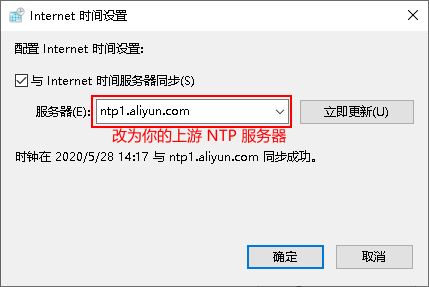 Internet 时间设置
配置 Internet 时间设置:
与 Internet 时间服务器同步(S)
服务器(E): ntp1.aliyun.com 立即更新(U)
改为你的上游 NTP 服务器
时钟在 2020/5/28 14:17 与 ntp1.aliyun.com 同步成功。
确定 取消